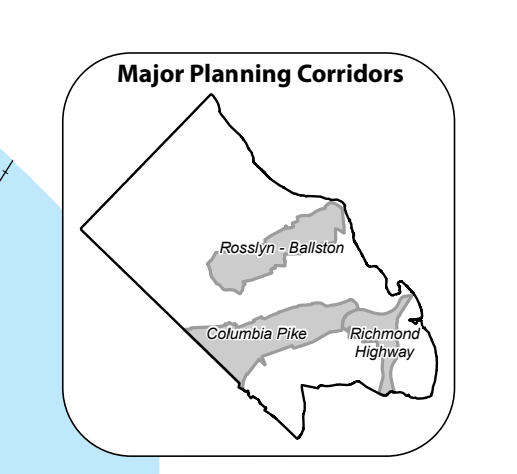 Major Planning Corridors
Rosslyn - Ballston
Columbia Pike
Richmond
Highway